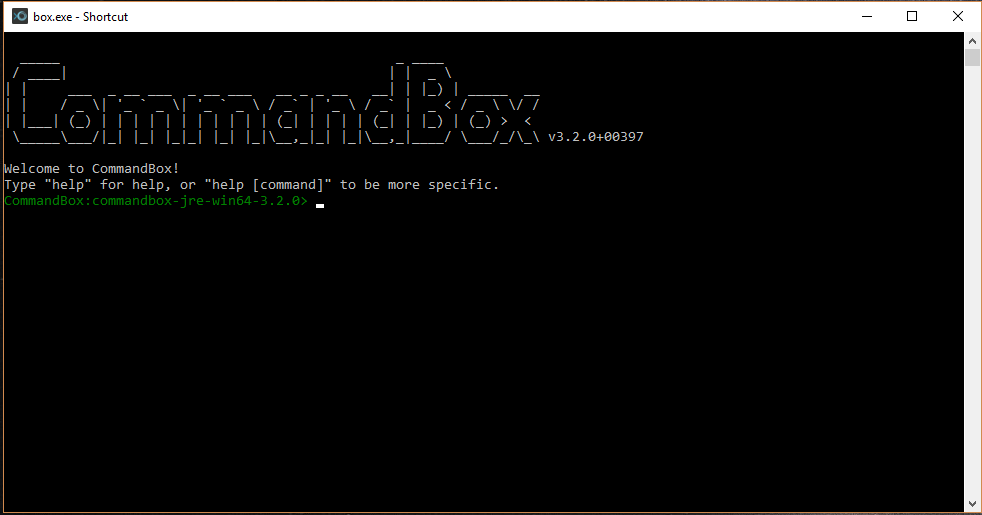 box.exe - Shortcut
CommandBox v3.2.0+00397
Welcome to CommandBox!
Type "help" for help, or "help [command]" to be more specific.
CommandBox:commandbox-jre-win64-3.2.0>